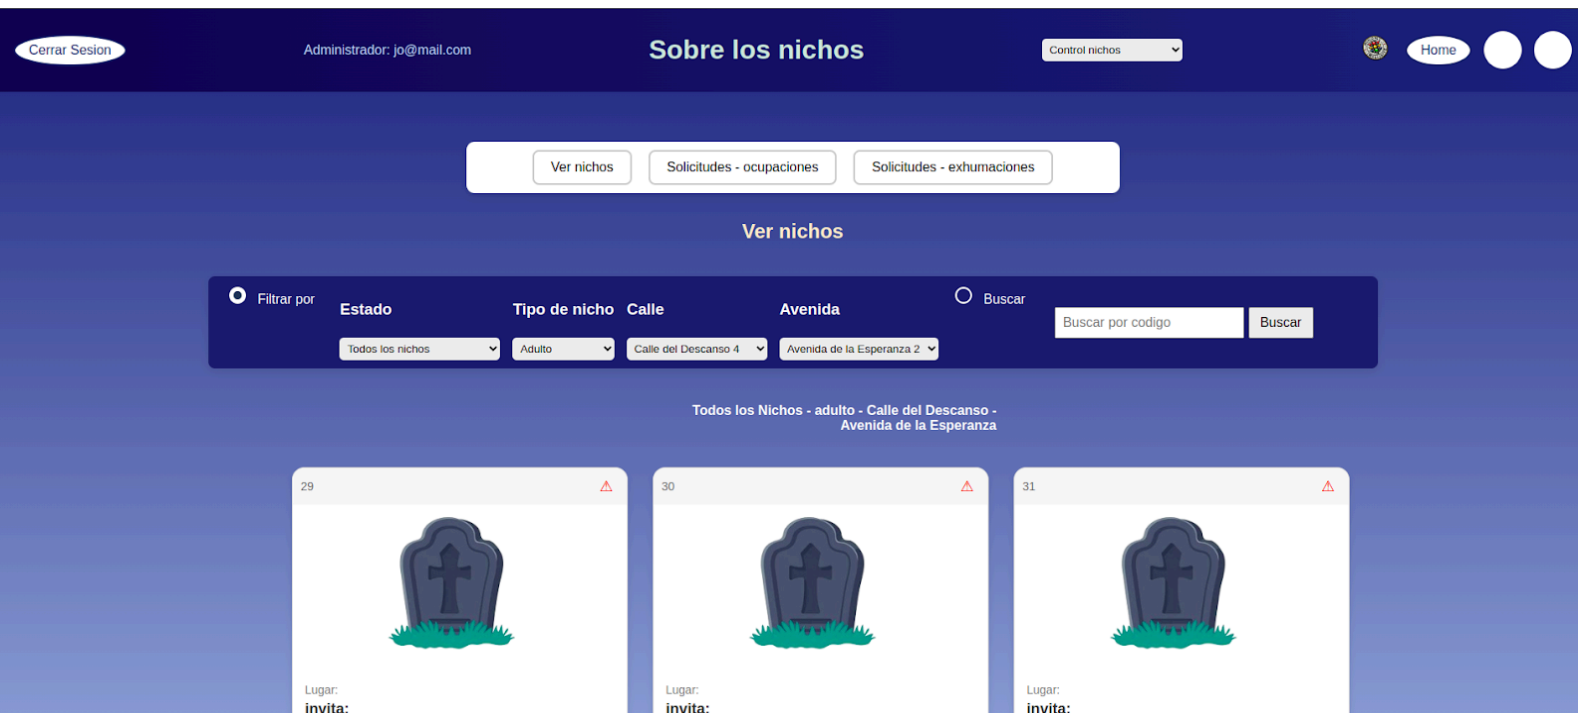 Cerrar Sesion
Administrador: jo@mail.com
Sobre los nichos
Control nichos
Home
Ver nichos
Solicitudes - ocupaciones
Solicitudes - exhumaciones
Ver nichos
Filtrar por
Estado
Tipo de nicho
Calle
Avenida
Todos los nichos
Adulto
Calle del Descanso 4
Avenida de la Esperanza 2
Buscar
Buscar por codigo
Buscar
Todos los Nichos - adulto - Calle del Descanso -
Avenida de la Esperanza
29
30
31
Lugar:
invita:
Lugar:
invita:
Lugar:
invita: